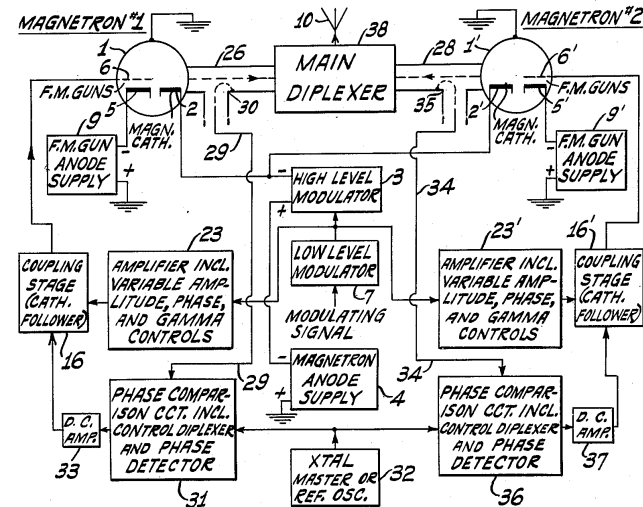 MAGNETRON #1
MAGNETRON #2
10
38
1
26
28
1'
6
6'
F.M. GUNS
F.M. GUNS
5
2
2'
5'
MAGN. CATH.
MAGN. CATH.
MAIN
DIPLEXER
30
35
29
34
9
9'
F.M. GUN
ANODE
SUPPLY
-
+
F.M. GUN
ANODE
SUPPLY
-
+
-
+
HIGH LEVEL
MODULATOR
3
23
23'
16'
COUPLING
STAGE
(CATH.
FOLLOWER)
16
AMPLIFIER INCL.
VARIABLE AMP-
LITUDE, PHASE,
AND GAMMA
CONTROLS
LOW LEVEL
MODULATOR
7
MODULATING
SIGNAL
AMPLIFIER INCL.
VARIABLE AMP-
LITUDE, PHASE,
AND GAMMA
CONTROLS
COUPLING
STAGE
(CATH.
FOLLOWER)
29
34
-
+
MAGNETRON
ANODE
SUPPLY
4
D.C.
AMP.
33
PHASE COMPAR-
ISON CCT. INCL.
CONTROL DIPLEXER
AND PHASE
DETECTOR
31
XTAL
MASTER OR
REF. OSC.
32
PHASE COMPAR-
ISON CCT. INCL.
CONTROL DIPLEXER
AND PHASE
DETECTOR
36
D.C.
AMP.
37